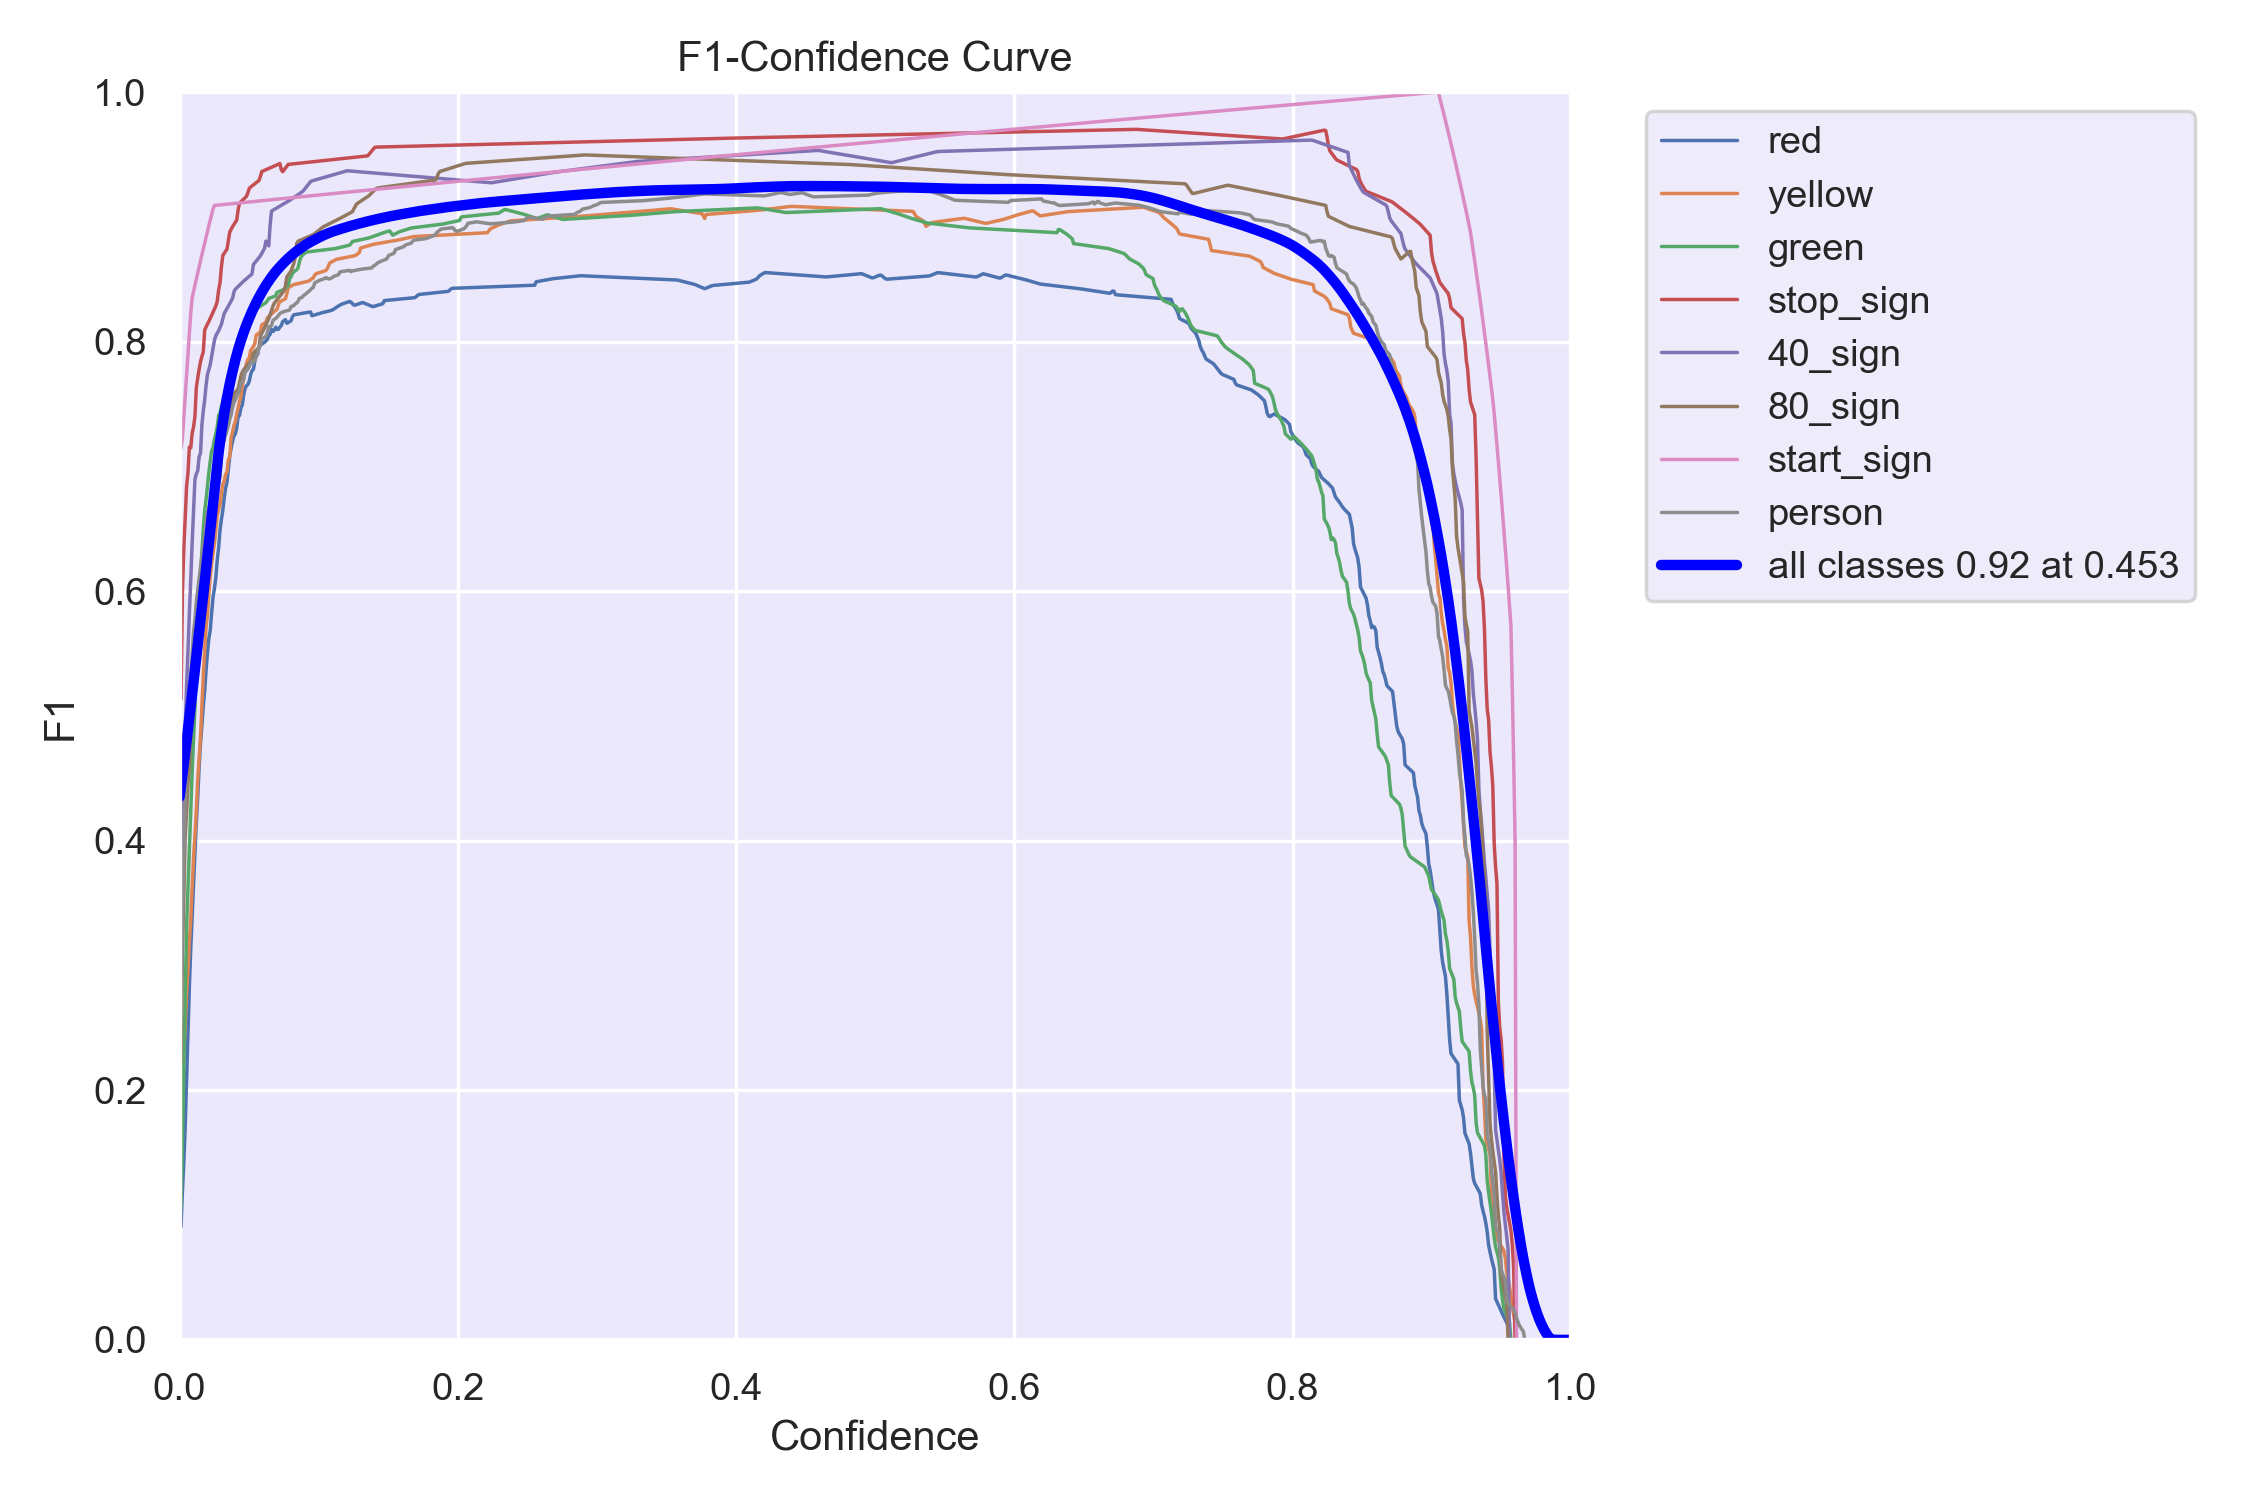 F1-Confidence Curve
1.0
0.8
0.6
0.4
0.2
0.0
F1
0.0 0.2 0.4 0.6 0.8 1.0
Confidence
red
yellow
green
stop_sign
40_sign
80_sign
start_sign
person
all classes 0.92 at 0.453